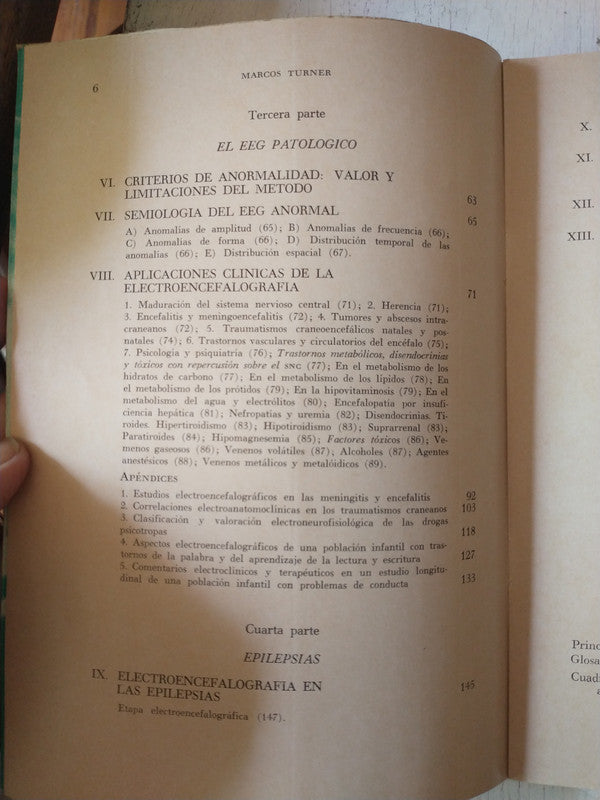 6
MARCOS TURNER
Tercera parte
EL EEG PATOLOGICO
VI. CRITERIOS DE ANORMALIDAD: VALOR Y
LIMITACIONES DEL METODO 63
VII. SEMIOLOGIA DEL EEG ANORMAL 65
A) Anomalías de amplitud (65); B) Anomalías de frecuencia (66);
C) Anomalías de forma (66); D) Distribución temporal de las
anomalías (66); E) Distribución espacial (67).
VIII. APLICACIONES CLINICAS DE LA
ELECTROENCEFALOGRAFIA 71
1. Maduración del sistema nervioso central (71); 2. Herencia (71);
3. Encefalitis y meningoencefalitis (72); 4. Tumores y abscesos intra-
craneanos (72); 5. Traumatismos craneoencefálicos natales y pos-
natales (74); 6. Trastornos vasculares y circulatorios del encéfalo (75);
7. Psicología y psiquiatría (76); Trastornos metabólicos, disendocrinias
y tóxicos con repercusión sobre el SNC (77); En el metabolismo de los
hidratos de carbono (77); En el metabolismo de los lípidos (78); En
el metabolismo de los prótidos (79); En la hipovitaminosis (79); En el
metabolismo del agua y electrólitos (80); Encefalopatía por insuf-
iciencia hepática (81); Nefropatías y uremia (82); Disendocrinias. Ti-
roides. Hipertiroidismo (83); Hipotiroidismo (83); Suprarrenal (83);
Paratiroides (84); Hipomagnesemia (85); Factores tóxicos (86); Ve-
nenos gaseosos (86); Venenos volátiles (87); Alcoholes (87); Agentes
anestésicos (88); Venenos metálicos y metalóidicos (89).
APÉNDICES
1. Estudios electroencefalográficos en las meningitis y encefalitis 92
2. Correlaciones electroanatomoclínicas en los traumatismos craneanos 103
3. Clasificación y valoración electroneurofisiológica de las drogas
psicotropas 118
4. Aspectos electroencefalográficos de una población infantil con tras-
tornos de la palabra y del aprendizaje de la lectura y escritura 127
5. Comentarios electroclínicos y terapéuticos en un estudio longitu-
dinal de una población infantil con problemas de conducta 133
Cuarta parte
EPILEPSIAS
IX. ELECTROENCEFALOGRAFIA EN
LAS EPILEPSIAS 145
Etapa electroencefalográfica (147).
X.
XI.
XII.
XIII.
Princ
Glosa
Cuad
a